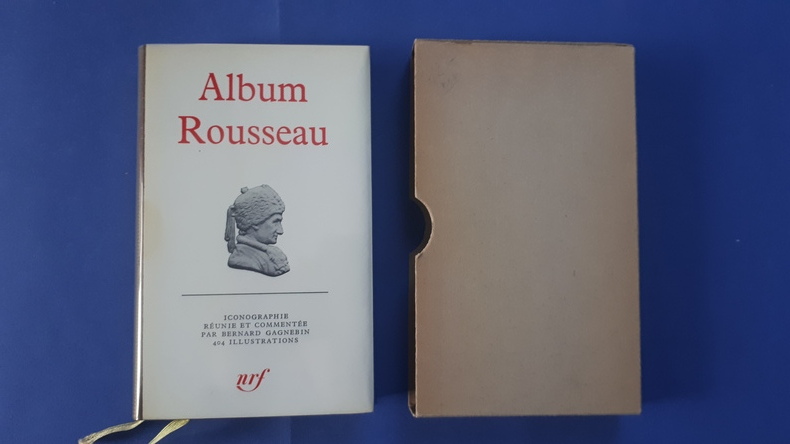 Album
Rousseau
ICONOGRAPHIE
RÉUNIE ET COMMENTÉE
PAR BERNARD GAGNEBIN
404 ILLUSTRATIONS
nrf